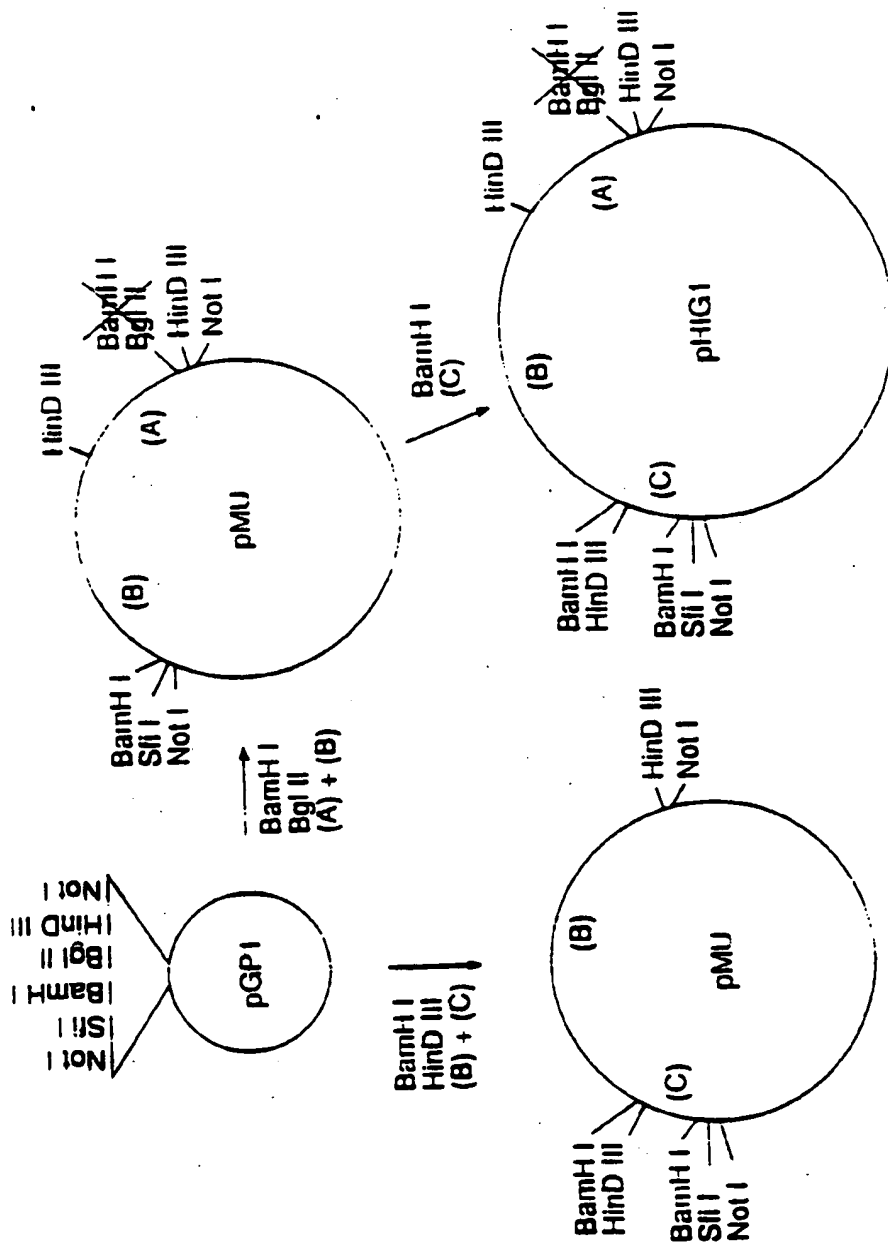 Not I
Sfi I
BamH I
Bgl II
HinD III
Not I
pGP1
BamH I
Bgl II
(A) + (B)
BamH I
Sfi I
Not I
(B)
HinD III
(A)
BamH I
Bgl II
HinD III
Not I
pMU
BamH I
HinD III
(B) + (C)
BamH I
HinD III
(C)
BamH I
Sfi I
Not I
(B)
HinD III
Not I
pMU
BamH I
(C)
BamH I
HinD III
(C)
BamH I
Sfi I
Not I
(B)
HinD III
(A)
BamH I
Bgl II
HinD III
Not I
pHIG1